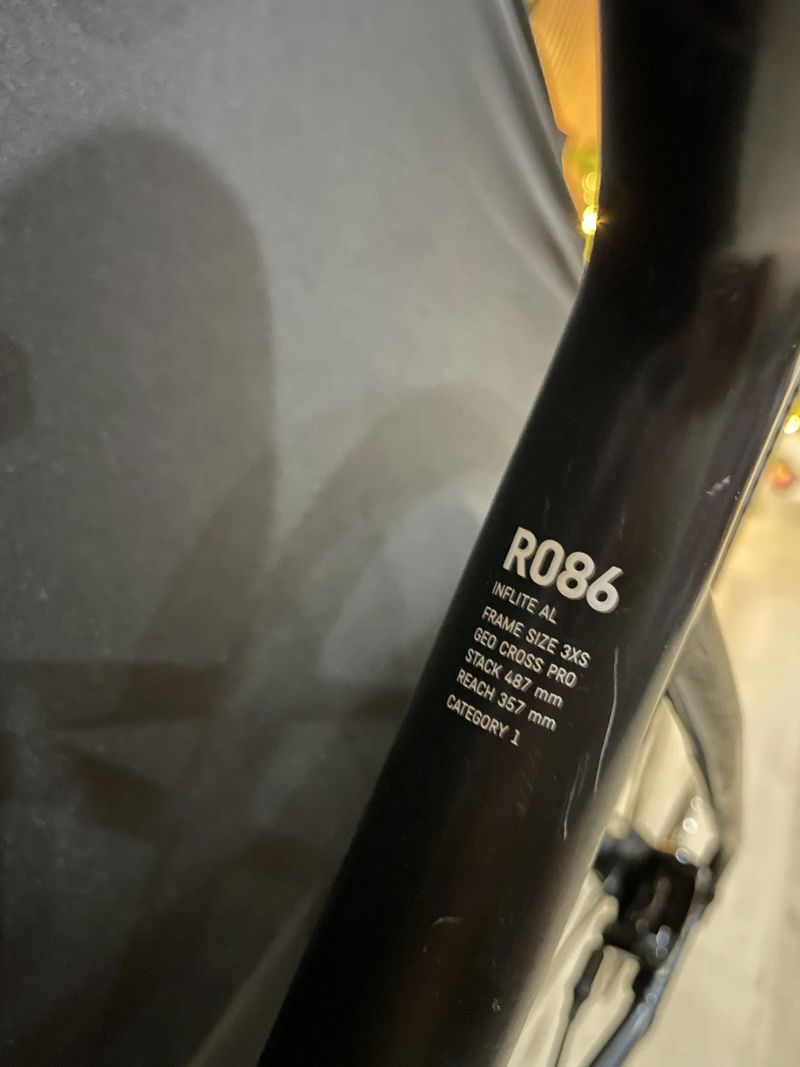 R086
INFLITE AL
FRAME SIZE 3XS
GEO CROSS PRO
STACK 487 mm
REACH 357 mm
CATEGORY 1